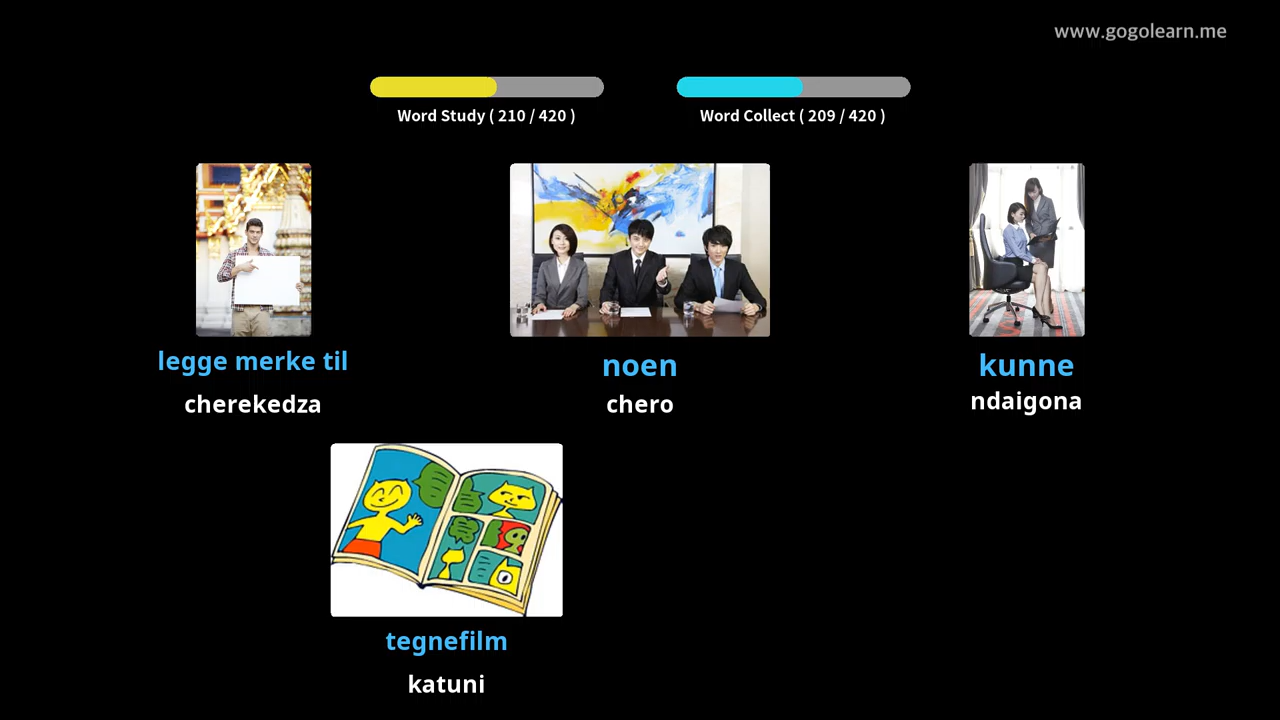 www.gogolearn.me
Word Study ( 210 / 420 )
Word Collect ( 209 / 420 )
legge merke til
noen
kunne
cherekedza
chero
ndaigona
tegnefilm
katuni